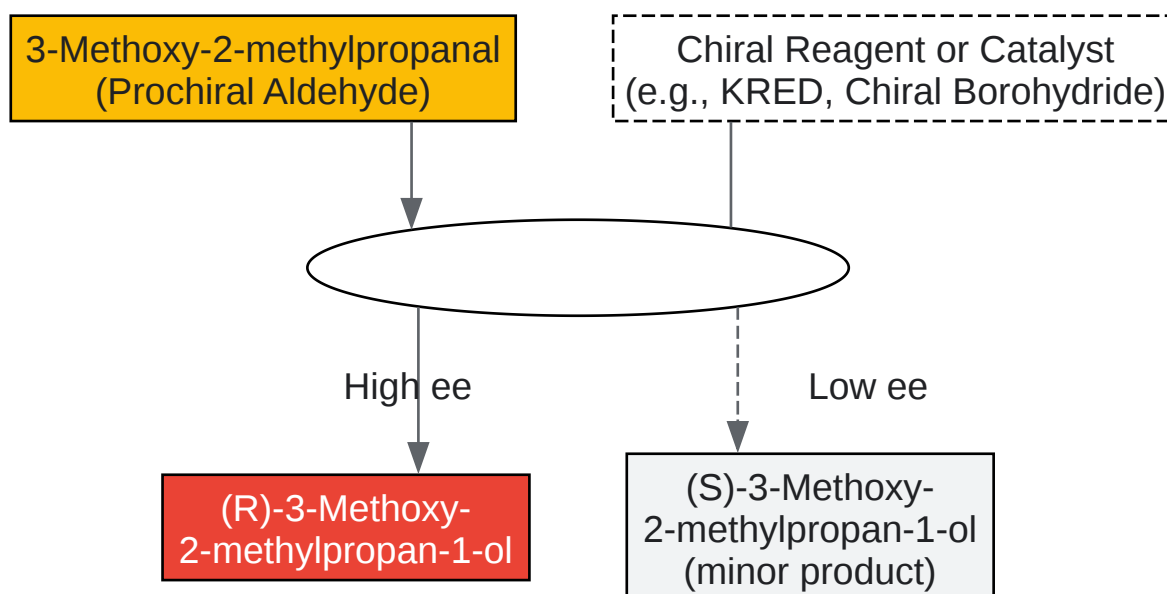 3-Methoxy-2-methylpropanal
(Prochiral Aldehyde)
Chiral Reagent or Catalyst
(e.g., KRED, Chiral Borohydride)
High ee
Low ee
(R)-3-Methoxy-
2-methylpropan-1-ol
(S)-3-Methoxy-
2-methylpropan-1-ol
(minor product)